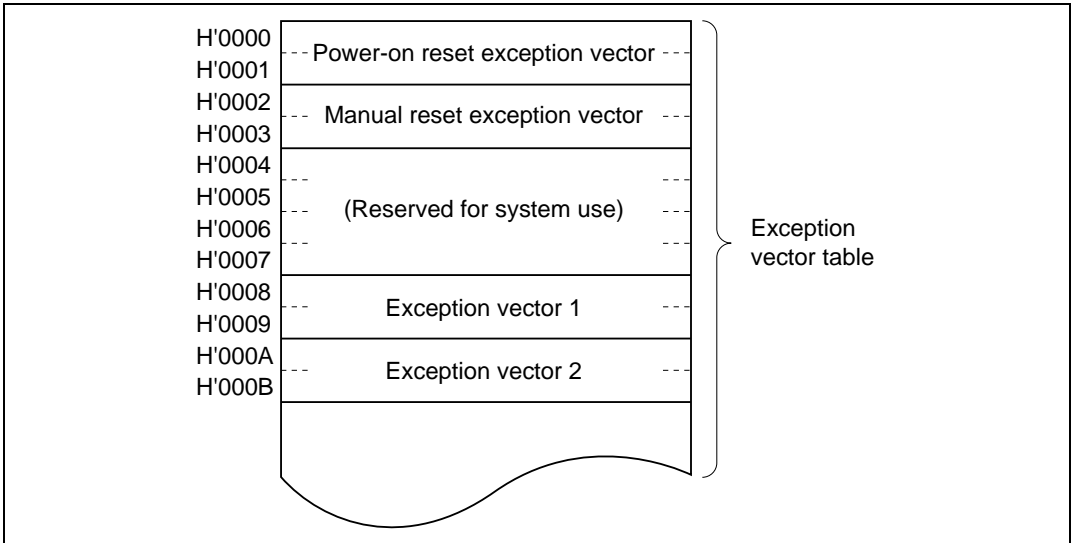 H'0000
H'0001
Power-on reset exception vector
H'0002
H'0003
Manual reset exception vector
H'0004
H'0005
H'0006
H'0007
(Reserved for system use)
H'0008
H'0009
Exception vector 1
H'000A
H'000B
Exception vector 2
Exception
vector table